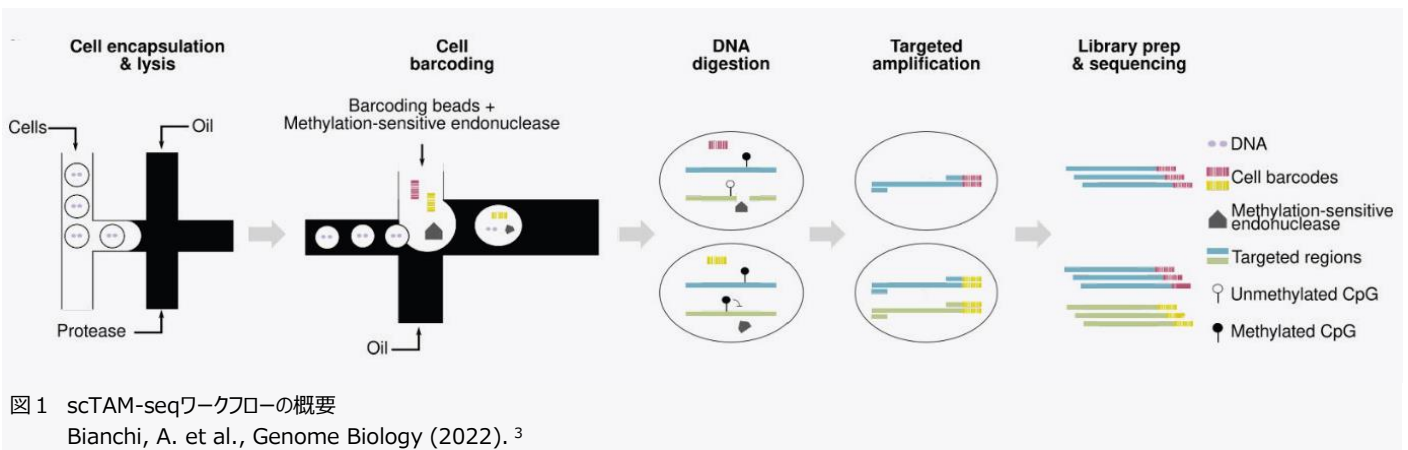 Cell encapsulation
& lysis
Cell
barcoding
DNA
digestion
Targeted
amplification
Library prep
& sequencing
Cells
Oil
Protease
Barcoding beads +
Methylation-sensitive endonuclease
Oil
DNA
Cell barcodes
Methylation-sensitive
endonuclease
Targeted regions
Unmethylated CpG
Methylated CpG
図1 scTAM-seqワークフローの概要
Bianchi, A. et al., Genome Biology (2022). 3